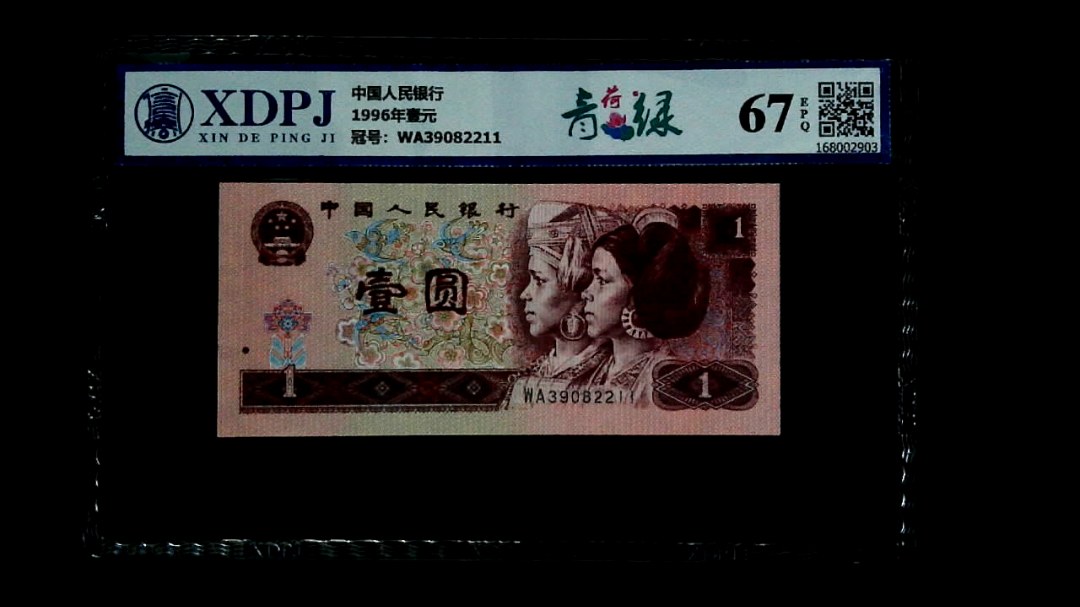 XDPJ
XIN DE PING JI
中国人民银行
1996年壹元
冠号: WA39082211
青荷绿
67
EPQ
168002903
中国人民银行
1
壹圆
1
WA39082211
1